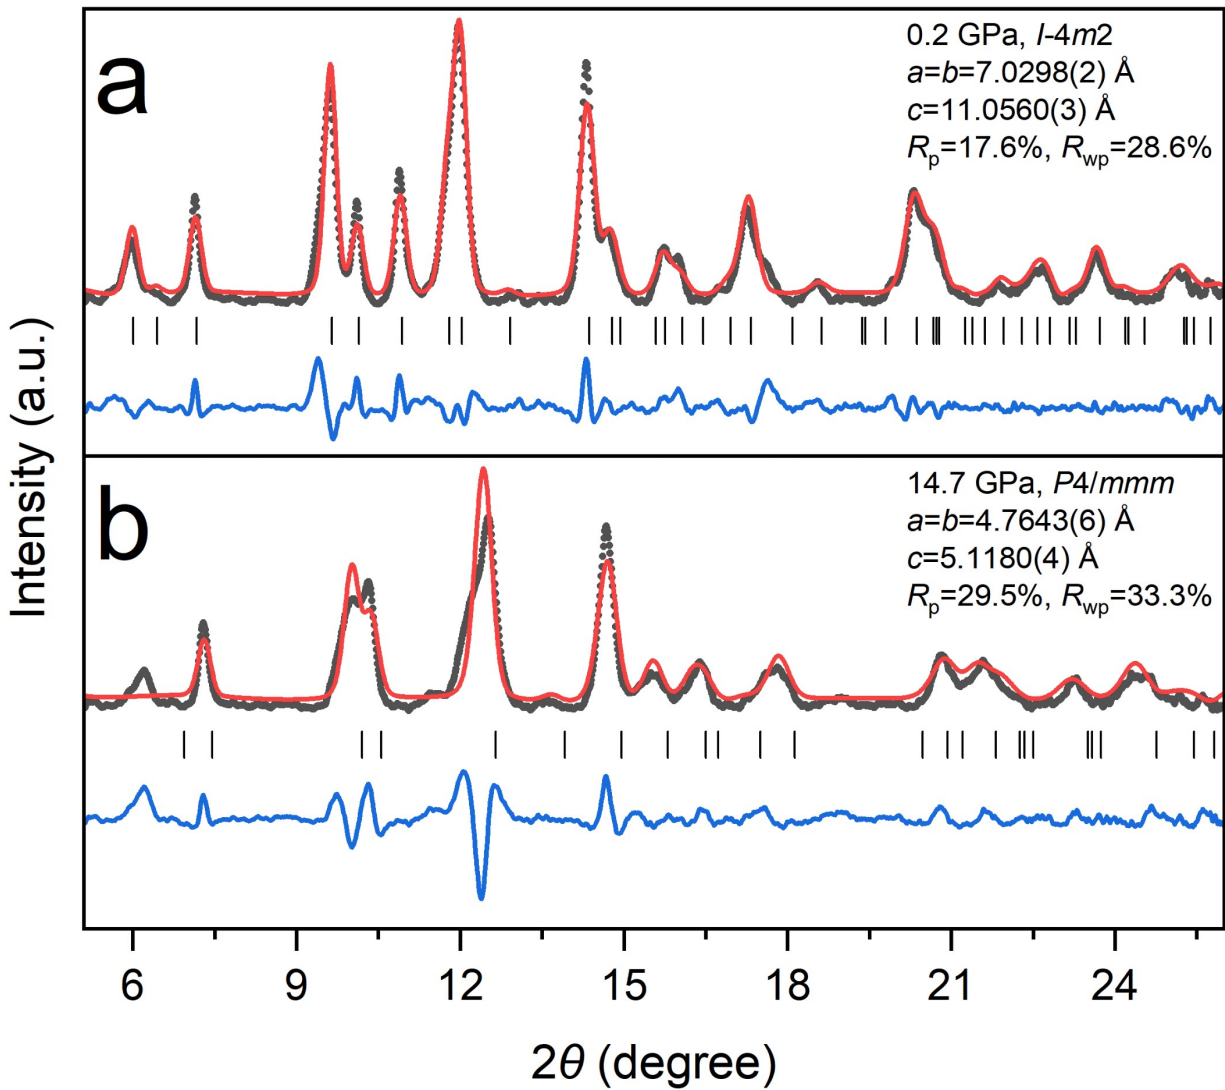 a
0.2 GPa, I-4m2
a=b=7.0298(2) Å
c=11.0560(3) Å
Rp=17.6%, Rwp=28.6%
b
14.7 GPa, P4/mmm
a=b=4.7643(6) Å
c=5.1180(4) Å
Rp=29.5%, Rwp=33.3%
Intensity (a.u.)
6 9 12 15 18 21 24
2θ (degree)